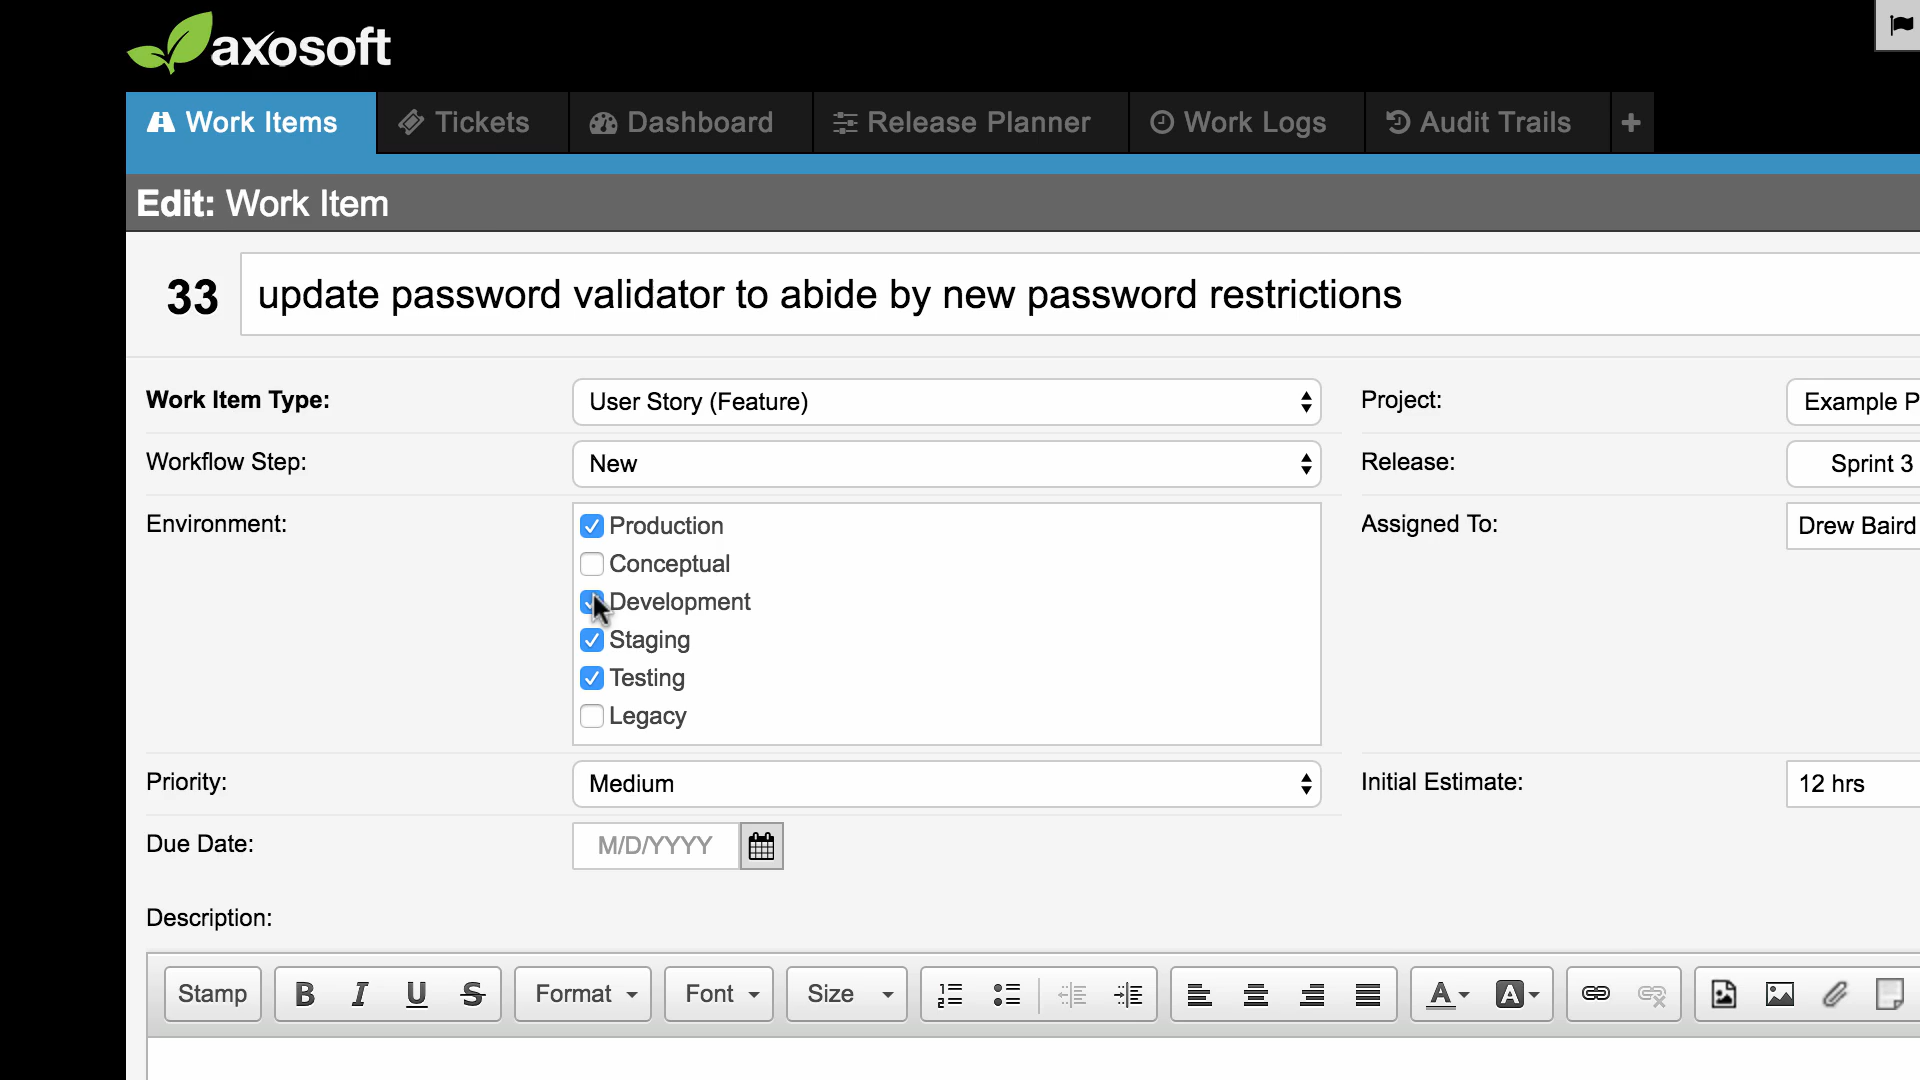 axosoft
Work Items Tickets Dashboard Release Planner Work Logs Audit Trails +
Edit: Work Item
33 update password validator to abide by new password restrictions
Work Item Type: User Story (Feature) Project: Example P
Workflow Step: New Release: Sprint 3
Environment: Production Assigned To: Drew Baird
Conceptual
Development
Staging
Testing
Legacy
Priority: Medium Initial Estimate: 12 hrs
Due Date: M/D/YYYY
Description:
Stamp B I U S Format Font Size A A